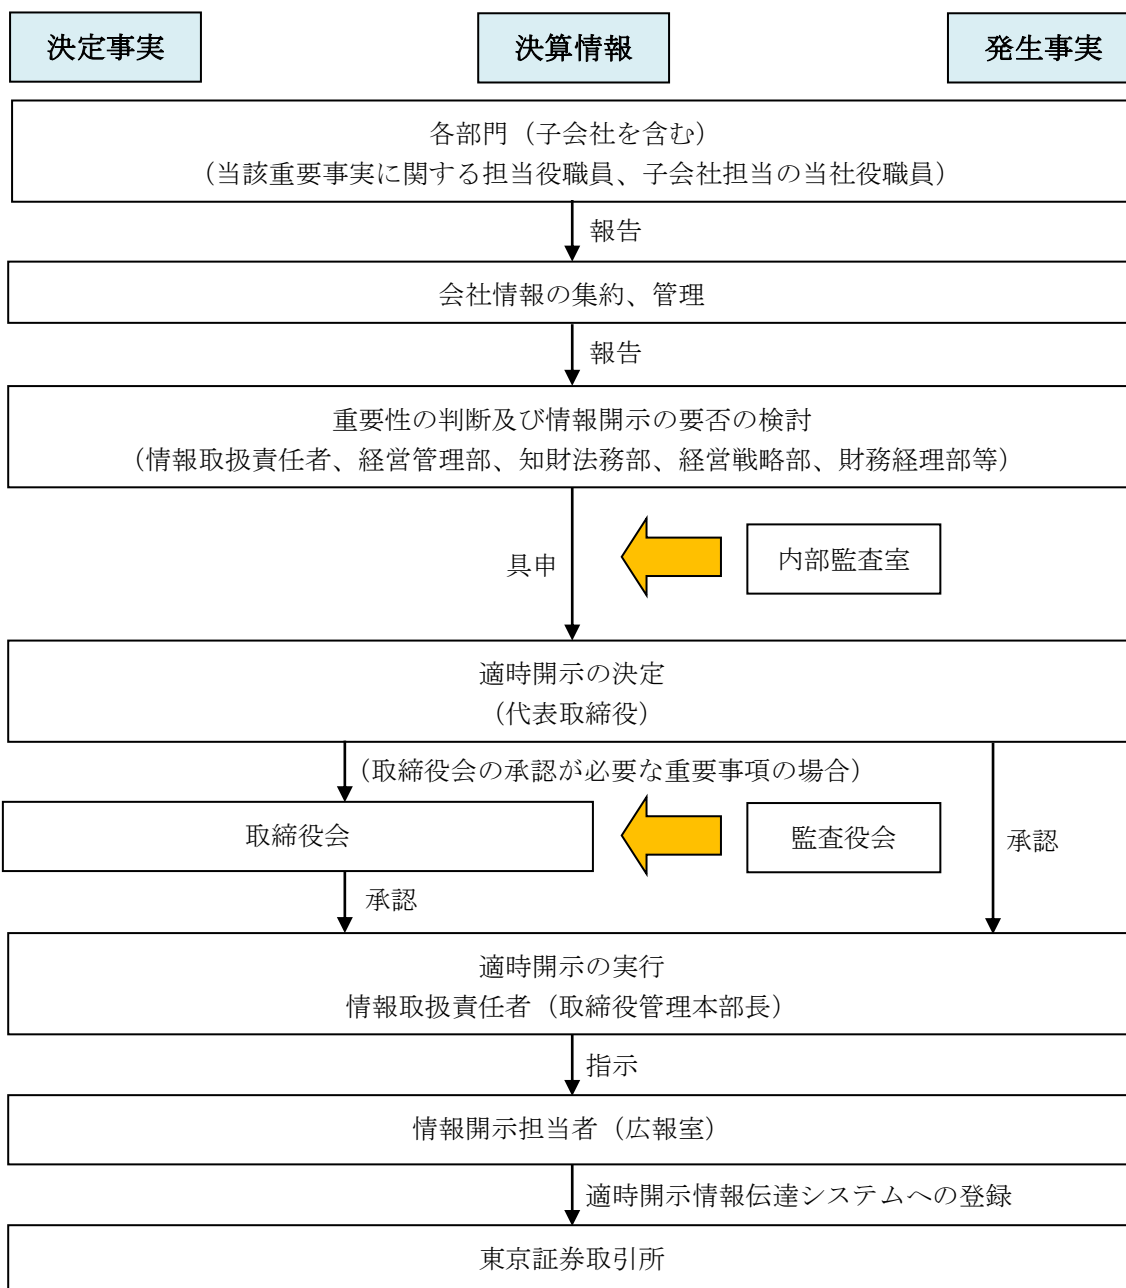 決定事実
決算情報
発生事実
各部門（子会社を含む）
（当該重要事実に関する担当役職員、子会社担当の当社役職員）
報告
会社情報の集約、管理
報告
重要性の判断及び情報開示の要否の検討
（情報取扱責任者、経営管理部、知財法務部、経営戦略部、財務経理部等）
具申
内部監査室
適時開示の決定
（代表取締役）
（取締役会の承認が必要な重要事項の場合）
取締役会
監査役会
承認
承認
適時開示の実行
情報取扱責任者（取締役管理本部長）
指示
情報開示担当者（広報室）
適時開示情報伝達システムへの登録
東京証券取引所